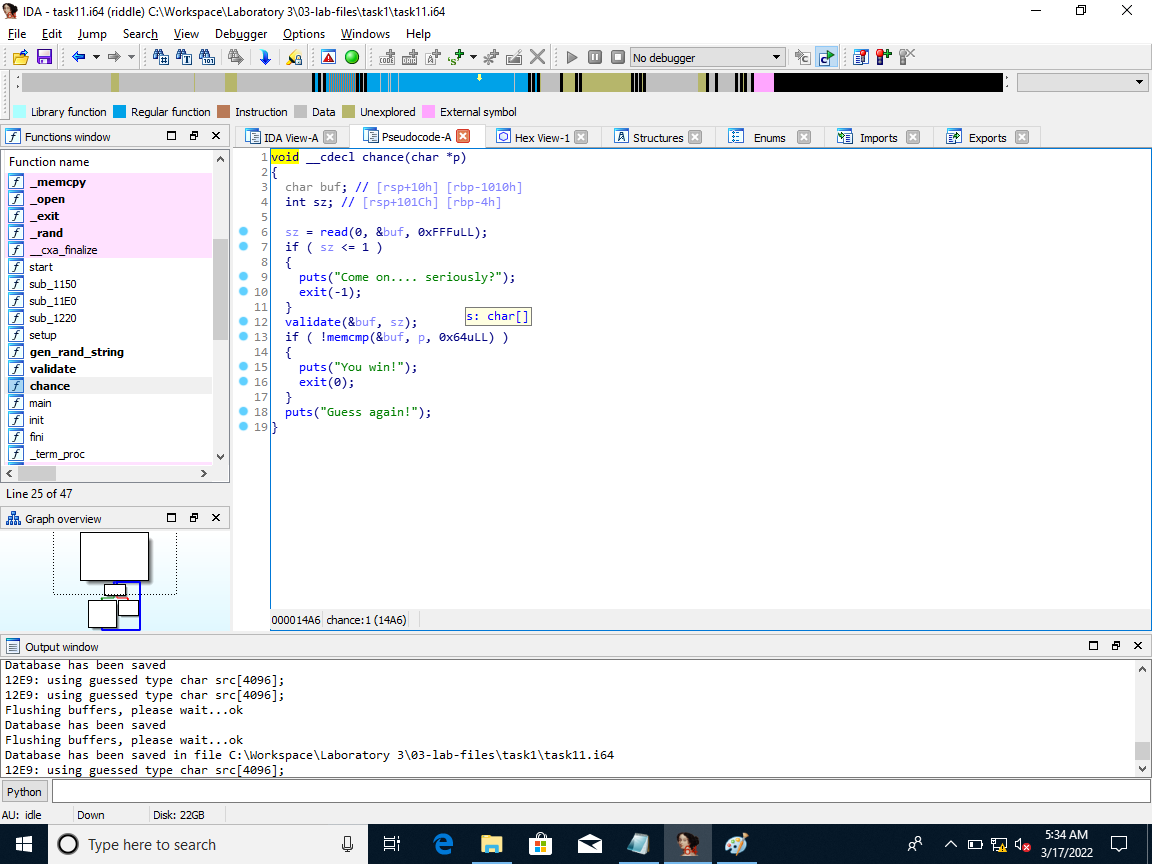 IDA - task11.i64 (riddle) C:\Workspace\Laboratory 3\03-lab-files\task1\task11.i64
File Edit Jump Search View Debugger Options Windows Help
No debugger
Library function Regular function Instruction Data Unexplored External symbol
Functions window
Function name
_memcpy
_open
_exit
_rand
__cxa_finalize
start
sub_1150
sub_11E0
sub_1220
setup
gen_rand_string
validate
chance
main
init
fini
_term_proc
Line 25 of 47
Graph overview
IDA View-A Pseudocode-A Hex View-1 Structures Enums Imports Exports
1 void __cdecl chance(char *p)
2 {
3 char buf; // [rsp+10h] [rbp-1010h]
4 int sz; // [rsp+101Ch] [rbp-4h]
5
6 sz = read(0, &buf, 0xFFFuLL);
7 if ( sz <= 1 )
8 {
9 puts("Come on.... seriously?");
10 exit(-1);
11 }
12 validate(&buf, sz);
s: char[]
13 if ( !memcmp(&buf, p, 0x64uLL) )
14 {
15 puts("You win!");
16 exit(0);
17 }
18 puts("Guess again!");
19 }
000014A6 chance:1 (14A6)
Output window
Database has been saved
12E9: using guessed type char src[4096];
12E9: using guessed type char src[4096];
Flushing buffers, please wait...ok
Database has been saved
Flushing buffers, please wait...ok
Database has been saved in file C:\Workspace\Laboratory 3\03-lab-files\task1\task11.i64
12E9: using guessed type char src[4096];
Python
AU: idle Down Disk: 22GB
Type here to search
5:34 AM
3/17/2022